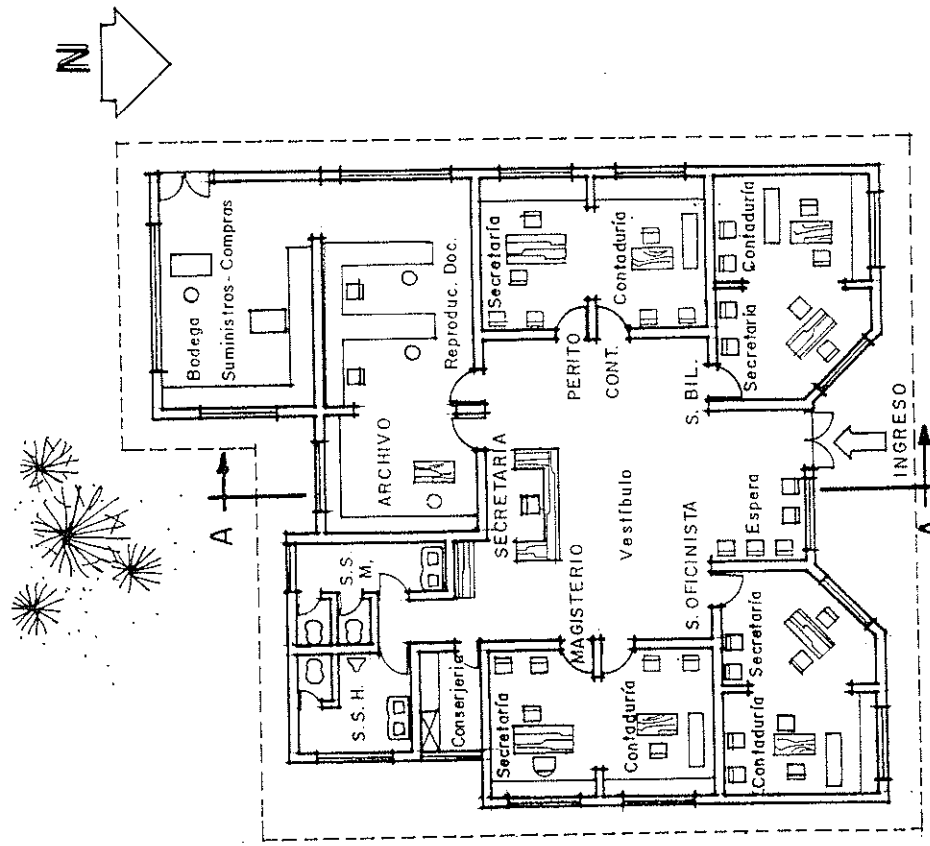 N
Bodega
Suministros - Compras
A
ARCHIVO
Reproduc. Doc.
S. S.
M.
S. S. H.
Conserjería
SECRETARIA
Secretaría
Contaduría
PERITO
CONT.
MAGISTERIO
Secretaría
Contaduría
Vestíbulo
S. BIL.
S. OFICINISTA
Secretaría
Contaduría
Espera
Secretaría
Contaduría
INGRESO
A